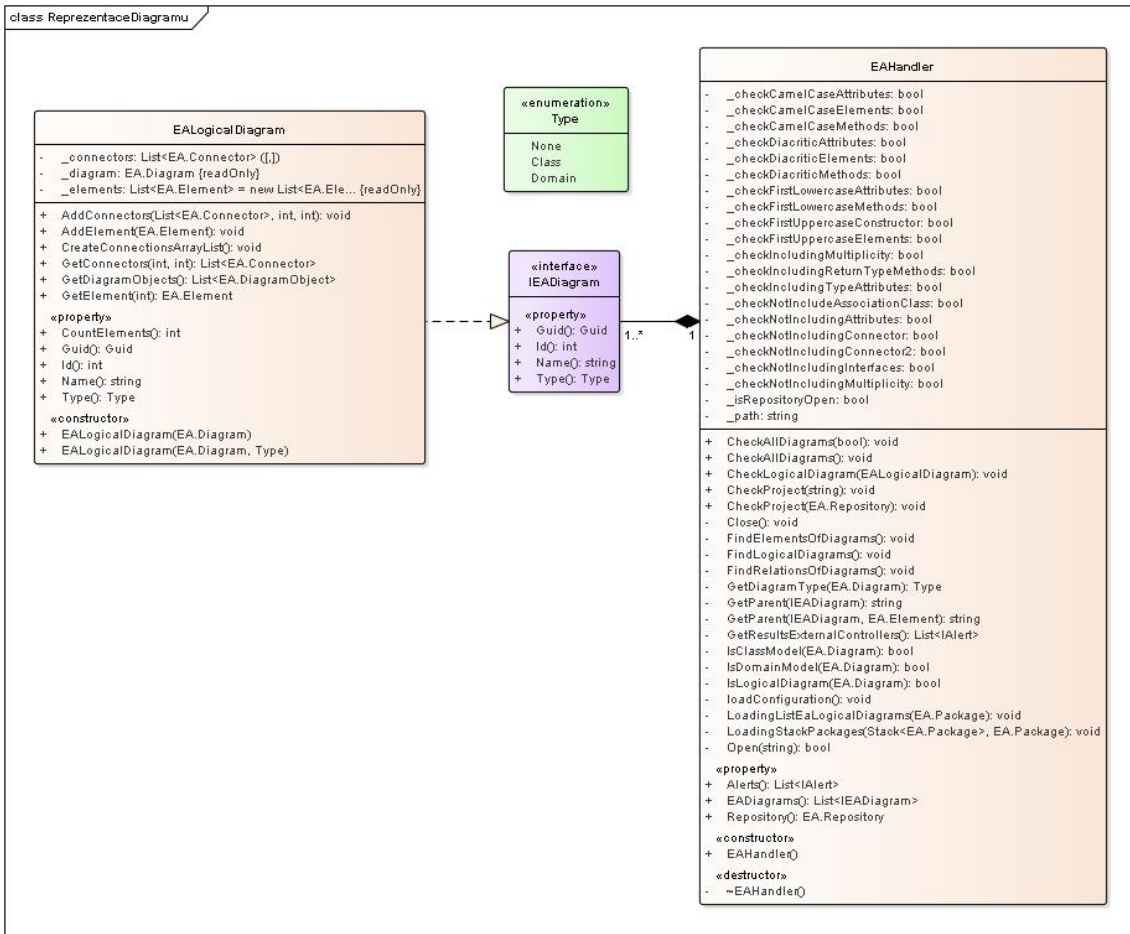 class ReprezentaceDiagramu
EALogicalDiagram
- _connectors: List<EA.Connector> ([,])
- _diagram: EA.Diagram {readOnly}
- _elements: List<EA.Element> = new List<EA.Ele... {readOnly}
+ AddConnectors(List<EA.Connector>, int, int): void
+ AddElement(EA.Element): void
+ CreateConnectionsArrayList(): void
+ GetConnectors(int, int): List<EA.Connector>
+ GetDiagramObjects(): List<EA.DiagramObject>
+ GetElement(int): EA.Element
«property»
+ CountElements(): int
+ Guid(): Guid
+ Id(): int
+ Name(): string
+ Type(): Type
«constructor»
+ EALogicalDiagram(EA.Diagram)
+ EALogicalDiagram(EA.Diagram, Type)
«enumeration»
Type
None
Class
Domain
«interface»
IEADiagram
«property»
+ Guid(): Guid
+ Id(): int
+ Name(): string
+ Type(): Type
1..*
1
EAHandler
- _checkCamelCaseAttributes: bool
- _checkCamelCaseElements: bool
- _checkCamelCaseMethods: bool
- _checkDiacriticAttributes: bool
- _checkDiacriticElements: bool
- _checkDiacriticMethods: bool
- _checkFirstLowercaseAttributes: bool
- _checkFirstLowercaseMethods: bool
- _checkFirstUppercaseConstructor: bool
- _checkFirstUppercaseElements: bool
- _checkIncludingMultiplicity: bool
- _checkIncludingReturnTypeMethods: bool
- _checkIncludingTypeAttributes: bool
- _checkNotIncludeAssociationClass: bool
- _checkNotIncludingAttributes: bool
- _checkNotIncludingConnector: bool
- _checkNotIncludingConnector2: bool
- _checkNotIncludingInterfaces: bool
- _checkNotIncludingMultiplicity: bool
- _isRepositoryOpen: bool
- _path: string
+ CheckAllDiagrams(bool): void
+ CheckAllDiagrams(): void
+ CheckLogicalDiagram(EALogicalDiagram): void
+ CheckProject(string): void
+ CheckProject(EA.Repository): void
- Close(): void
- FindElementsOfDiagrams(): void
- FindLogicalDiagrams(): void
- FindRelationsOfDiagrams(): void
- GetDiagramType(EA.Diagram): Type
- GetParent(IEADiagram): string
- GetParent(IEADiagram, EA.Element): string
- GetResultsExternalControllers(): List<IAlert>
- IsClassModel(EA.Diagram): bool
- IsDomainModel(EA.Diagram): bool
- IsLogicalDiagram(EA.Diagram): bool
- loadConfiguration(): void
- LoadingListEaLogicalDiagrams(EA.Package): void
- LoadingStackPackages(Stack<EA.Package>, EA.Package): void
- Open(string): bool
«property»
+ Alerts(): List<IAlert>
+ EADiagrams(): List<IEADiagram>
+ Repository(): EA.Repository
«constructor»
+ EAHandler()
«destructor»
- ~EAHandler()